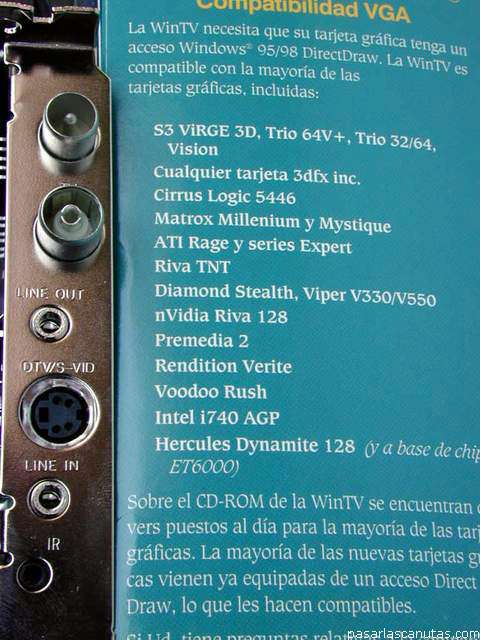 Compatibilidad VGA
La WinTV necesita que su tarjeta gráfica tenga un
acceso Windows® 95/98 DirectDraw. La WinTV es
compatible con la mayoría de las
tarjetas gráficas, incluidas:
S3 ViRGE 3D, Trio 64V+, Trio 32/64,
Vision
Cualquier tarjeta 3dfx inc.
Cirrus Logic 5446
Matrox Millenium y Mystique
ATI Rage y series Expert
Riva TNT
Diamond Stealth, Viper V330/V550
nVidia Riva 128
Premedia 2
Rendition Verite
Voodoo Rush
Intel i740 AGP
Hercules Dynamite 128 (y a base de chip
ET6000)
Sobre el CD-ROM de la WinTV se encuentran
vers puestos al día para la mayoría de las tarj
gráficas. La mayoría de las nuevas tarjetas
cas vienen ya equipadas de un acceso Direct
Draw, lo que les hacen compatibles.
Si Ud. tiene preguntas
LINE OUT
DTV/S-VID
LINE IN
IR
pasarlascanutas.com